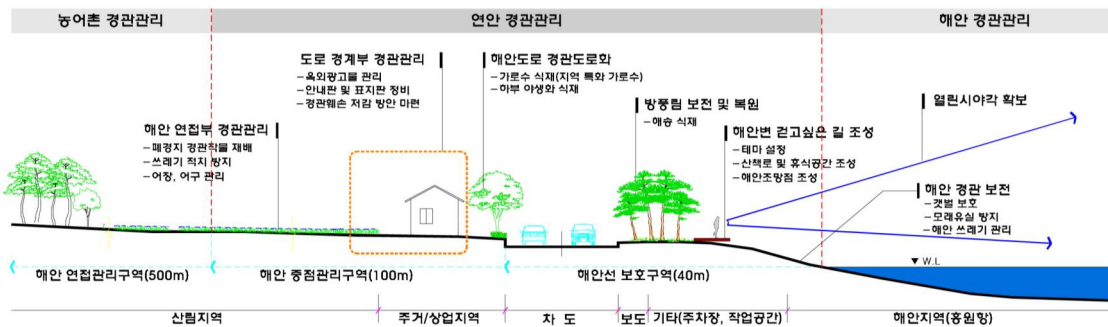 농어촌 경관관리
연안 경관관리
해안 경관관리
도로 경계부 경관관리
-옥외광고물 관리
-안내판 및 표지판 정비
-경관훼손 저감 방안 마련
해안도로 경관도로화
-가로수 식재(지역 특화 가로수)
-하부 야생화 식재
방풍림 보전 및 복원
-해송 식재
열린시야각 확보
해안 연접부 경관관리
-폐경지 경관작물 재배
-쓰레기 적치 방지
-어장, 어구 관리
해안변 걷고싶은 길 조성
-테마 설정
-산책로 및 휴식공간 조성
-해안조망점 조성
해안 경관 보전
-갯벌 보호
-모래유실 방지
-해안 쓰레기 관리
▼ W.L
해안 연접관리구역(500m)
해안 중점관리구역(100m)
해안선 보호구역(40m)
산림지역
주거/상업지역
차 도
보도
기타(주차장, 작업공간)
해안지역(홍원항)